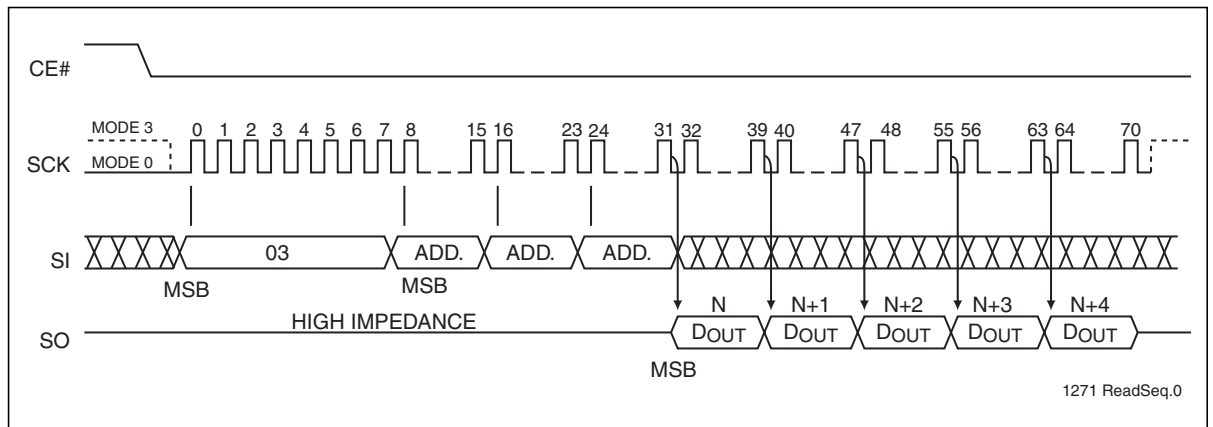 CE#
MODE 3
0 1 2 3 4 5 6 7 8 15 16 23 24 31 32 39 40 47 48 55 56 63 64 70
SCK
MODE 0
SI
03 ADD. ADD. ADD.
MSB MSB
N N+1 N+2 N+3 N+4
HIGH IMPEDANCE
SO
DOUT DOUT DOUT DOUT DOUT
MSB
1271 ReadSeq.0